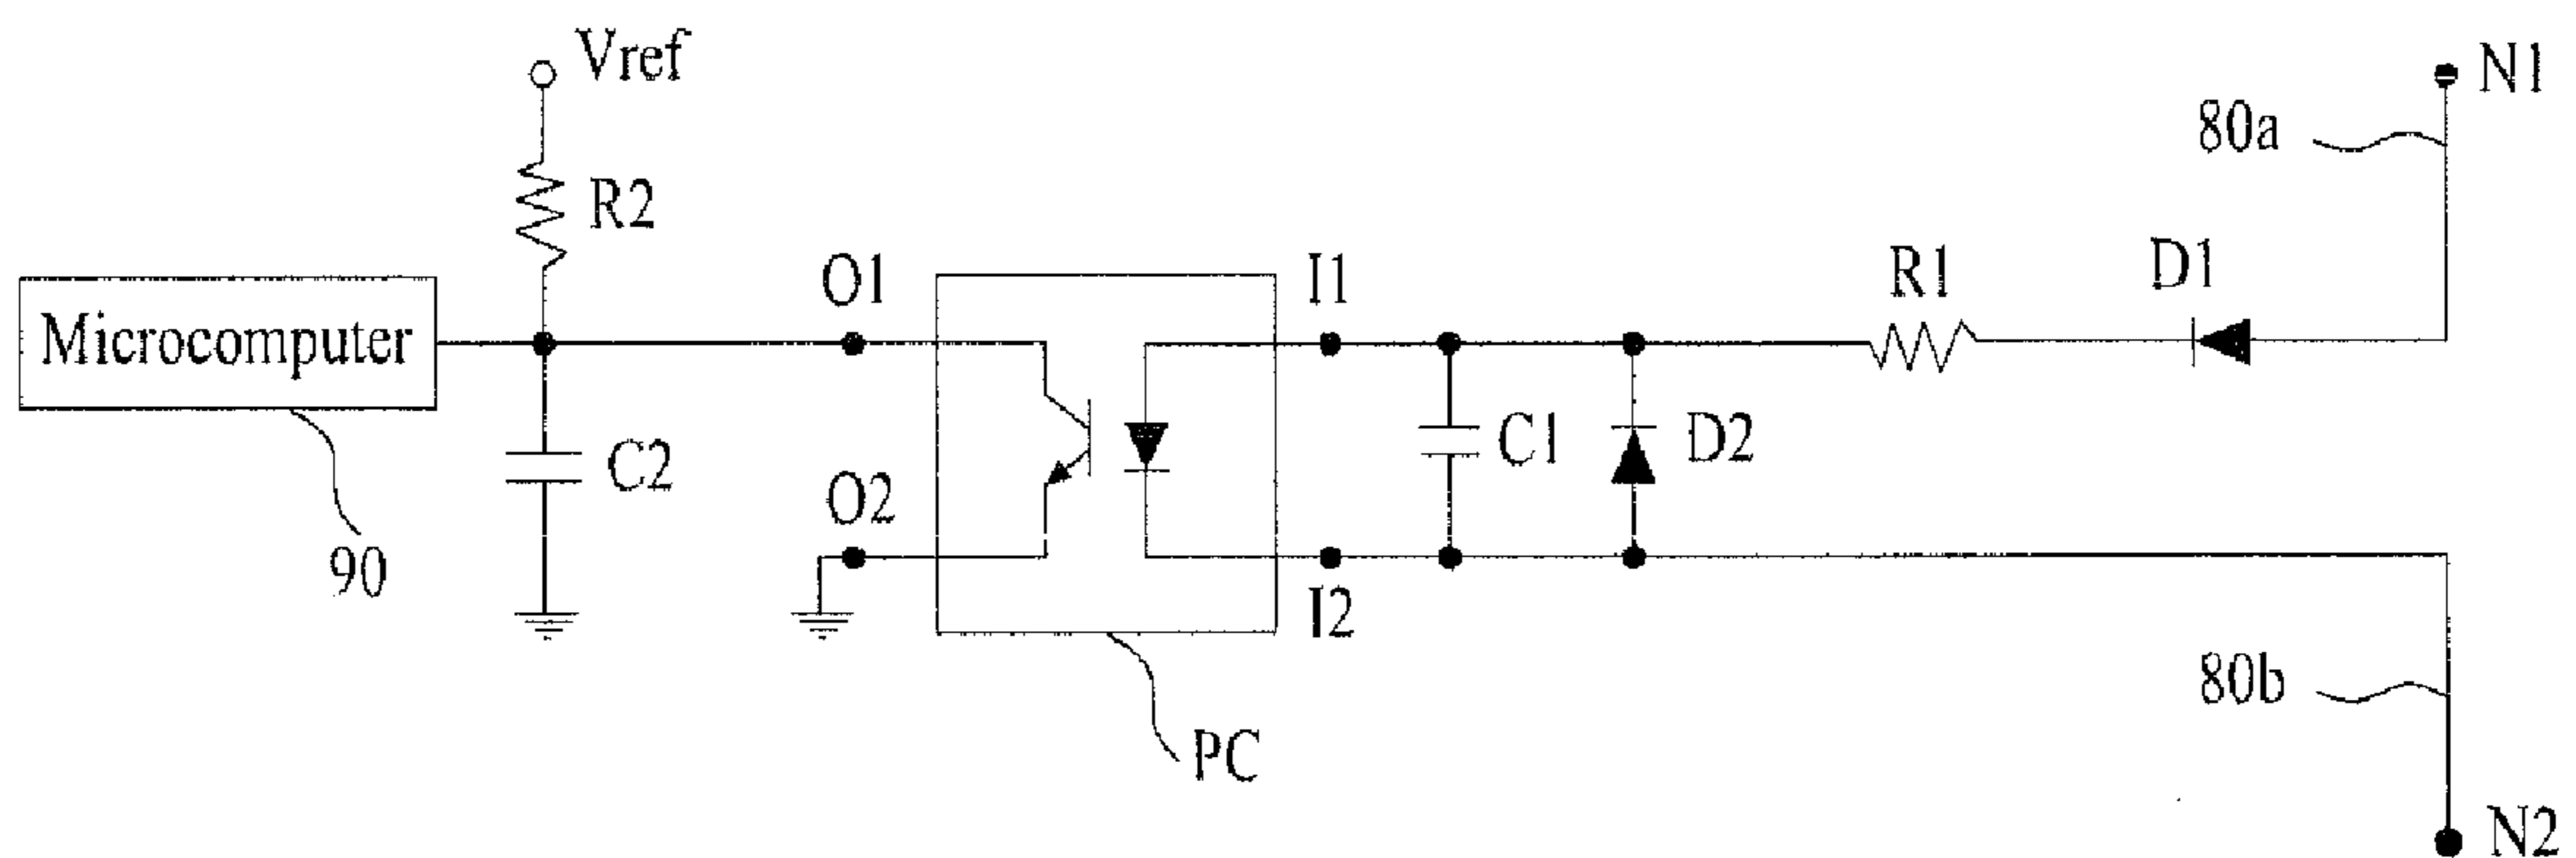 Vref
N1
80a
R2
O1
I1
R1
D1
Microcomputer
C2
O2
C1
D2
90
I2
80b
PC
N2